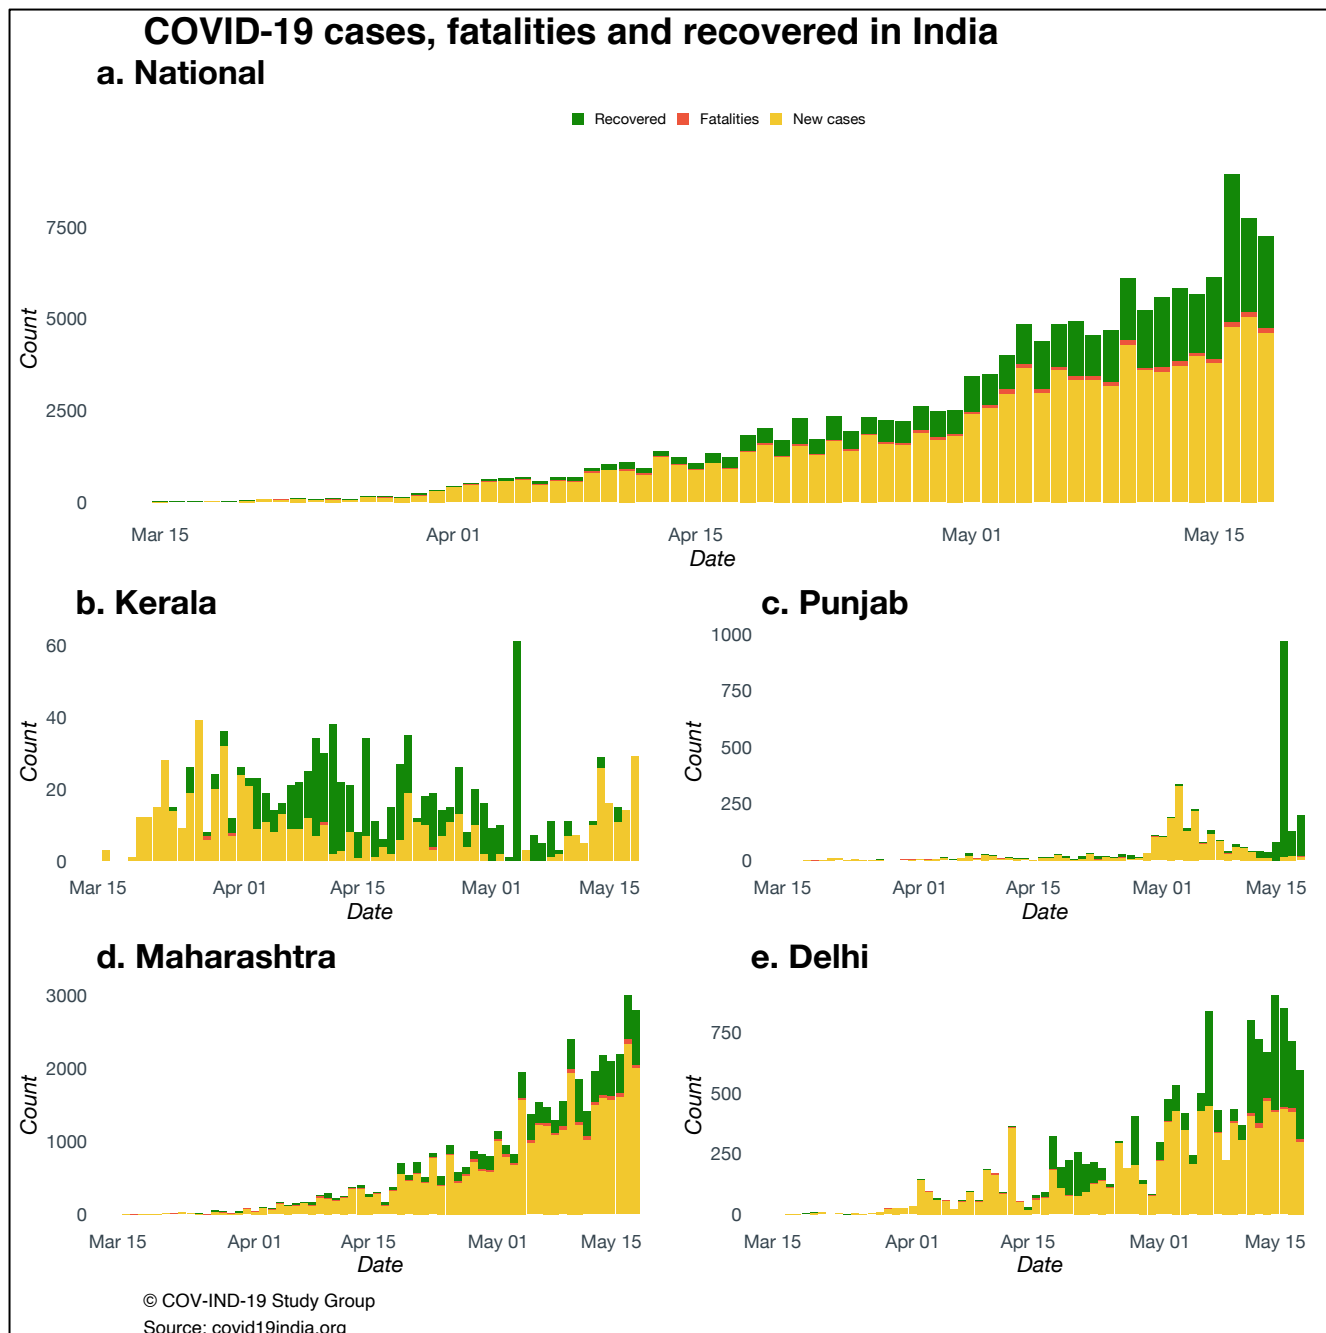 COVID-19 cases, fatalities and recovered in India
a. National
Recovered Fatalities New cases
7500
5000
2500
0
Count
Mar 15 Apr 01 Apr 15 May 01 May 15
Date
b. Kerala
60
40
20
0
Count
Mar 15 Apr 01 Apr 15 May 01 May 15
Date
c. Punjab
1000
750
500
250
0
Count
Mar 15 Apr 01 Apr 15 May 01 May 15
Date
d. Maharashtra
3000
2000
1000
0
Count
Mar 15 Apr 01 Apr 15 May 01 May 15
Date
e. Delhi
750
500
250
0
Count
Mar 15 Apr 01 Apr 15 May 01 May 15
Date
© COV-IND-19 Study Group
Source: covid19india.org